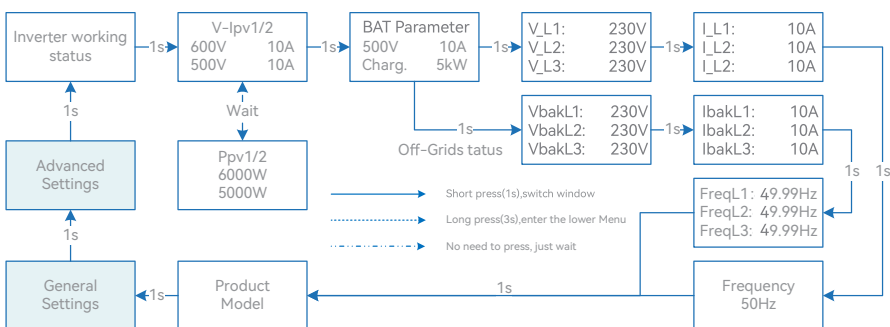 Inverter working
status
1s
V-Ipv1/2
600V 10A
500V 10A
1s
BAT Parameter
500V 10A
Charg. 5kW
1s
V_L1: 230V
V_L2: 230V
V_L3: 230V
1s
I_L1: 10A
I_L2: 10A
I_L2: 10A
1s
Wait
1s
Off-Grids tatus
VbakL1: 230V
VbakL2: 230V
VbakL3: 230V
1s
IbakL1: 10A
IbakL2: 10A
IbakL3: 10A
Advanced
Settings
Ppv1/2
6000W
5000W
1s
1s
Short press(1s),switch window
Long press(3s),enter the lower Menu
No need to press, just wait
FreqL1: 49.99Hz
FreqL2: 49.99Hz
FreqL3: 49.99Hz
1s
General
Settings
1s
Product
Model
1s
Frequency
50Hz